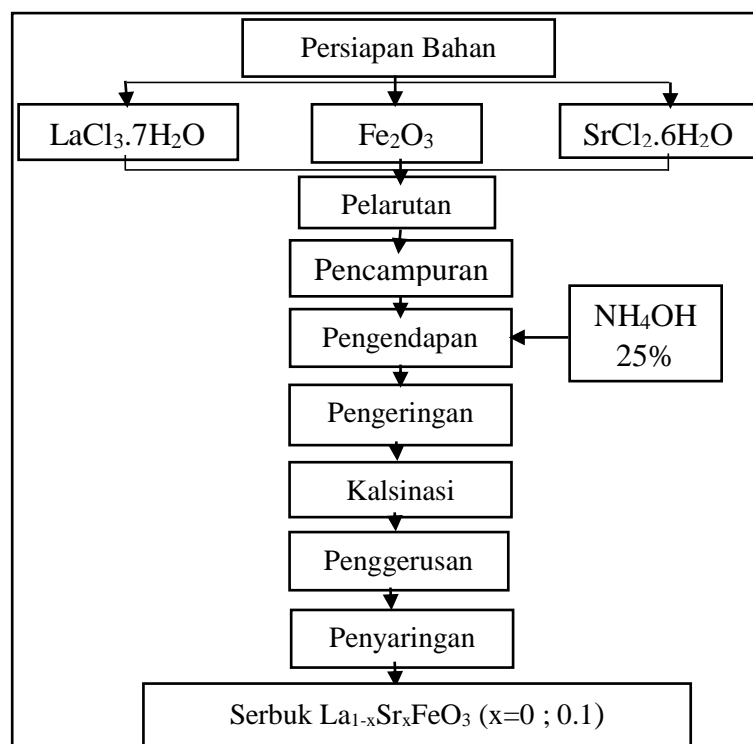 Persiapan Bahan
LaCl₃.7H₂O
Fe₂O₃
SrCl₂.6H₂O
Pelarutan
Pencampuran
Pengendapan
NH₄OH
25%
Pengeringan
Kalsinasi
Penggerusan
Penyaringan
Serbuk La₁₋ₓSrₓFeO₃ (x=0 ; 0.1)